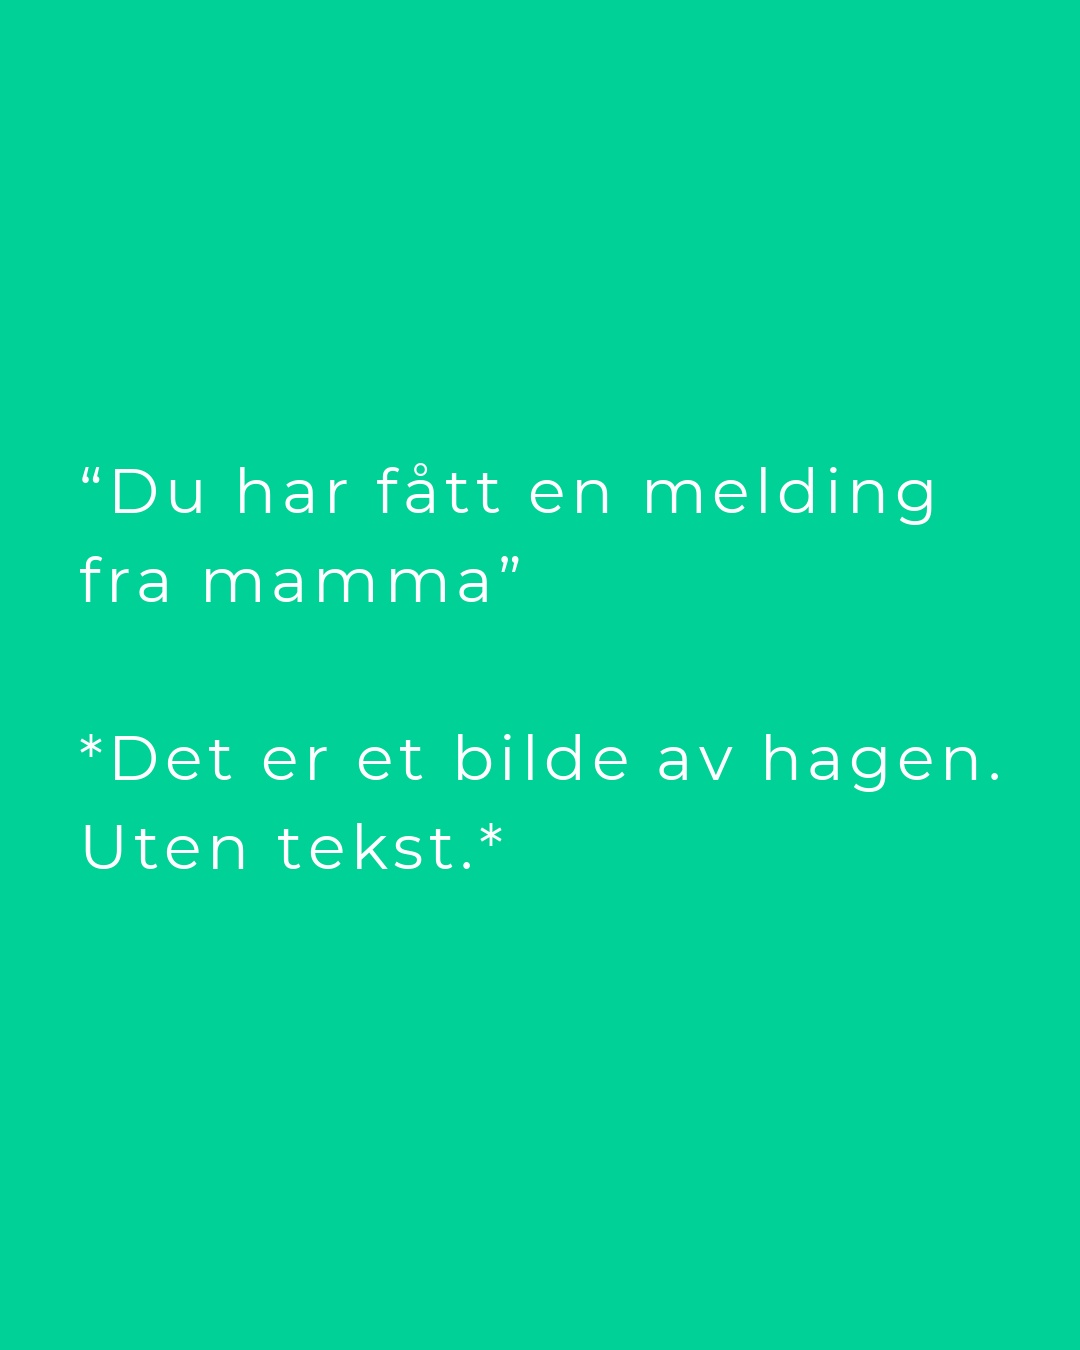 “Du har fått en melding
fra mamma”
*Det er et bilde av hagen.
Uten tekst.*